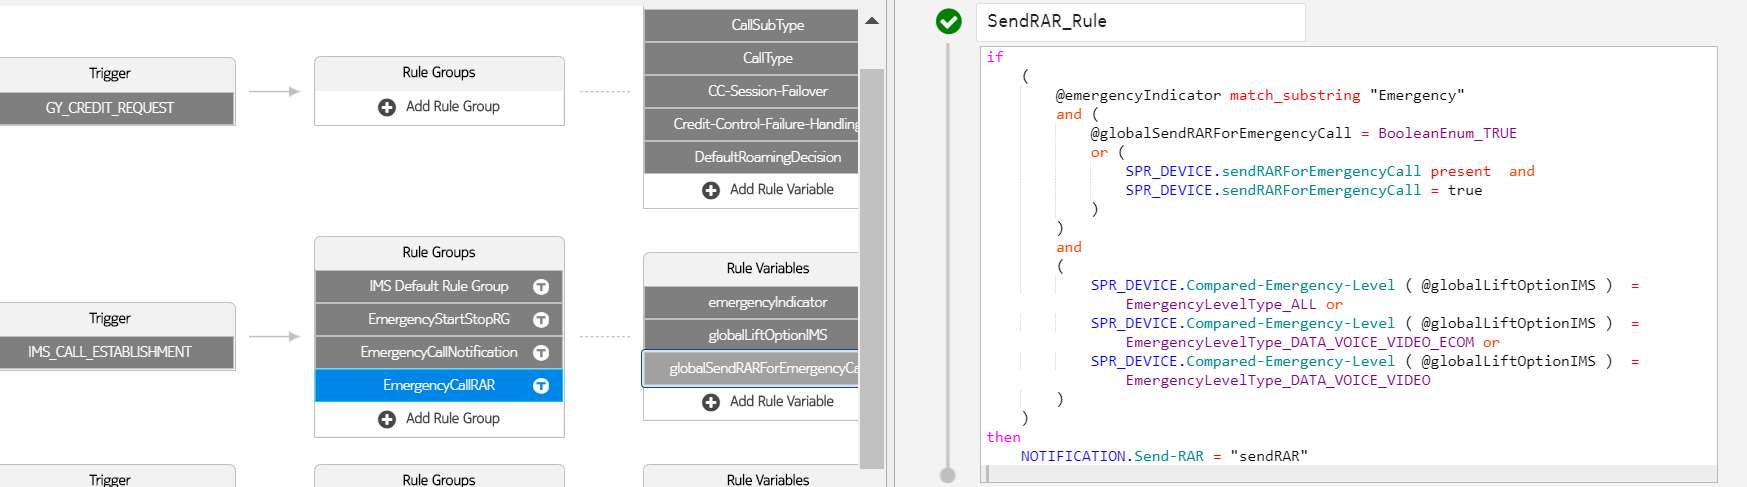 Trigger
GY_CREDIT_REQUEST
Rule Groups
Add Rule Group
CallSubType
CallType
CC-Session-Failover
Credit-Control-Failure-Handling
DefaultRoamingDecision
Add Rule Variable
Trigger
IMS_CALL_ESTABLISHMENT
Rule Groups
IMS Default Rule Group
EmergencyStartStopRG
EmergencyCallNotification
EmergencyCallRAR
Add Rule Group
Rule Variables
emergencyIndicator
globalLiftOptionIMS
globalSendRARForEmergencyCa
Add Rule Variable
Trigger
Rule Groups
Rule Variables
SendRAR_Rule
if
(
@emergencyIndicator match_substring "Emergency"
and (
@globalSendRARForEmergencyCall = BooleanEnum_TRUE
or (
SPR_DEVICE.sendRARForEmergencyCall present and
SPR_DEVICE.sendRARForEmergencyCall = true
)
)
and
(
SPR_DEVICE.Compared-Emergency-Level ( @globalLiftOptionIMS ) =
EmergencyLevelType_ALL or
SPR_DEVICE.Compared-Emergency-Level ( @globalLiftOptionIMS ) =
EmergencyLevelType_DATA_VOICE_VIDEO_ECOM or
SPR_DEVICE.Compared-Emergency-Level ( @globalLiftOptionIMS ) =
EmergencyLevelType_DATA_VOICE_VIDEO
)
)
then
NOTIFICATION.Send-RAR = "sendRAR"